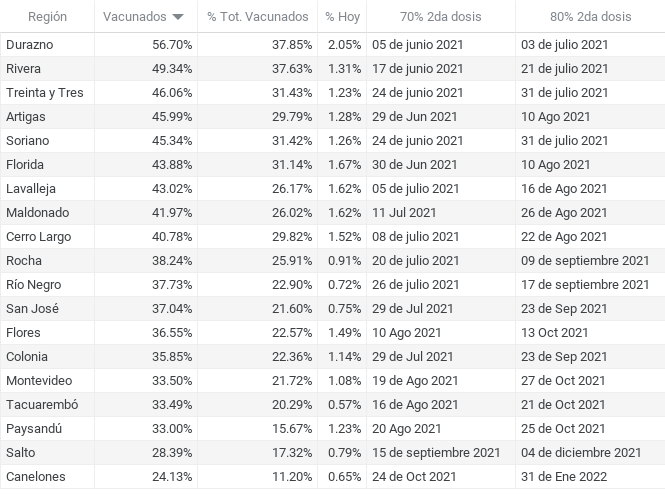 Región Vacunados % Tot. Vacunados % Hoy 70% 2da dosis 80% 2da dosis
Durazno 56.70% 37.85% 2.05% 05 de junio 2021 03 de julio 2021
Rivera 49.34% 37.63% 1.31% 17 de junio 2021 21 de julio 2021
Treinta y Tres 46.06% 31.43% 1.23% 24 de junio 2021 31 de julio 2021
Artigas 45.99% 29.79% 1.28% 29 de Jun 2021 10 Ago 2021
Soriano 45.34% 31.42% 1.26% 24 de junio 2021 31 de julio 2021
Florida 43.88% 31.14% 1.67% 30 de Jun 2021 10 Ago 2021
Lavalleja 43.02% 26.17% 1.62% 05 de julio 2021 16 de Ago 2021
Maldonado 41.97% 26.02% 1.62% 11 Jul 2021 26 de Ago 2021
Cerro Largo 40.78% 29.82% 1.52% 08 de julio 2021 22 de Ago 2021
Rocha 38.24% 25.91% 0.91% 20 de julio 2021 09 de septiembre 2021
Río Negro 37.73% 22.90% 0.72% 26 de julio 2021 17 de septiembre 2021
San José 37.04% 21.60% 0.75% 29 de Jul 2021 23 de Sep 2021
Flores 36.55% 22.57% 1.49% 10 Ago 2021 13 Oct 2021
Colonia 35.85% 22.36% 1.14% 29 de Jul 2021 23 de Sep 2021
Montevideo 33.50% 21.72% 1.08% 19 de Ago 2021 27 de Oct 2021
Tacuarembó 33.49% 20.29% 0.57% 16 de Ago 2021 21 de Oct 2021
Paysandú 33.00% 15.67% 1.23% 20 Ago 2021 25 de Oct 2021
Salto 28.39% 17.32% 0.79% 15 de septiembre 2021 04 de diciembre 2021
Canelones 24.13% 11.20% 0.65% 24 de Oct 2021 31 de Ene 2022